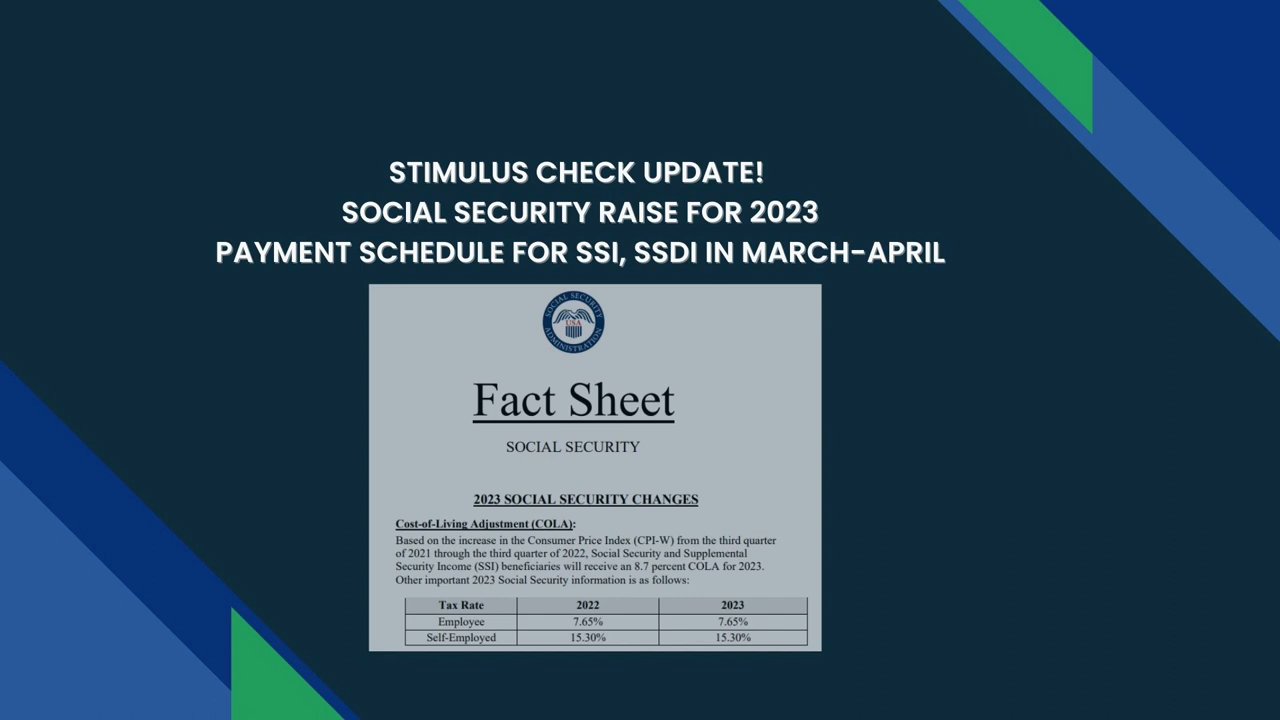 STIMULUS CHECK UPDATE!
SOCIAL SECURITY RAISE FOR 2023
PAYMENT SCHEDULE FOR SSI, SSDI IN MARCH-APRIL
SOCIAL SECURITY ADMINISTRATION
USA
Fact Sheet
SOCIAL SECURITY
2023 SOCIAL SECURITY CHANGES
Cost-of-Living Adjustment (COLA):
Based on the increase in the Consumer Price Index (CPI-W) from the third quarter
of 2021 through the third quarter of 2022, Social Security and Supplemental
Security Income (SSI) beneficiaries will receive an 8.7 percent COLA for 2023.
Other important 2023 Social Security information is as follows:
Tax Rate 2022 2023
Employee 7.65% 7.65%
Self-Employed 15.30% 15.30%